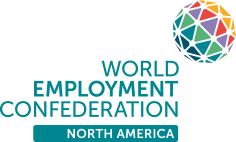 WORLD
EMPLOYMENT
CONFEDERATION
NORTH AMERICA